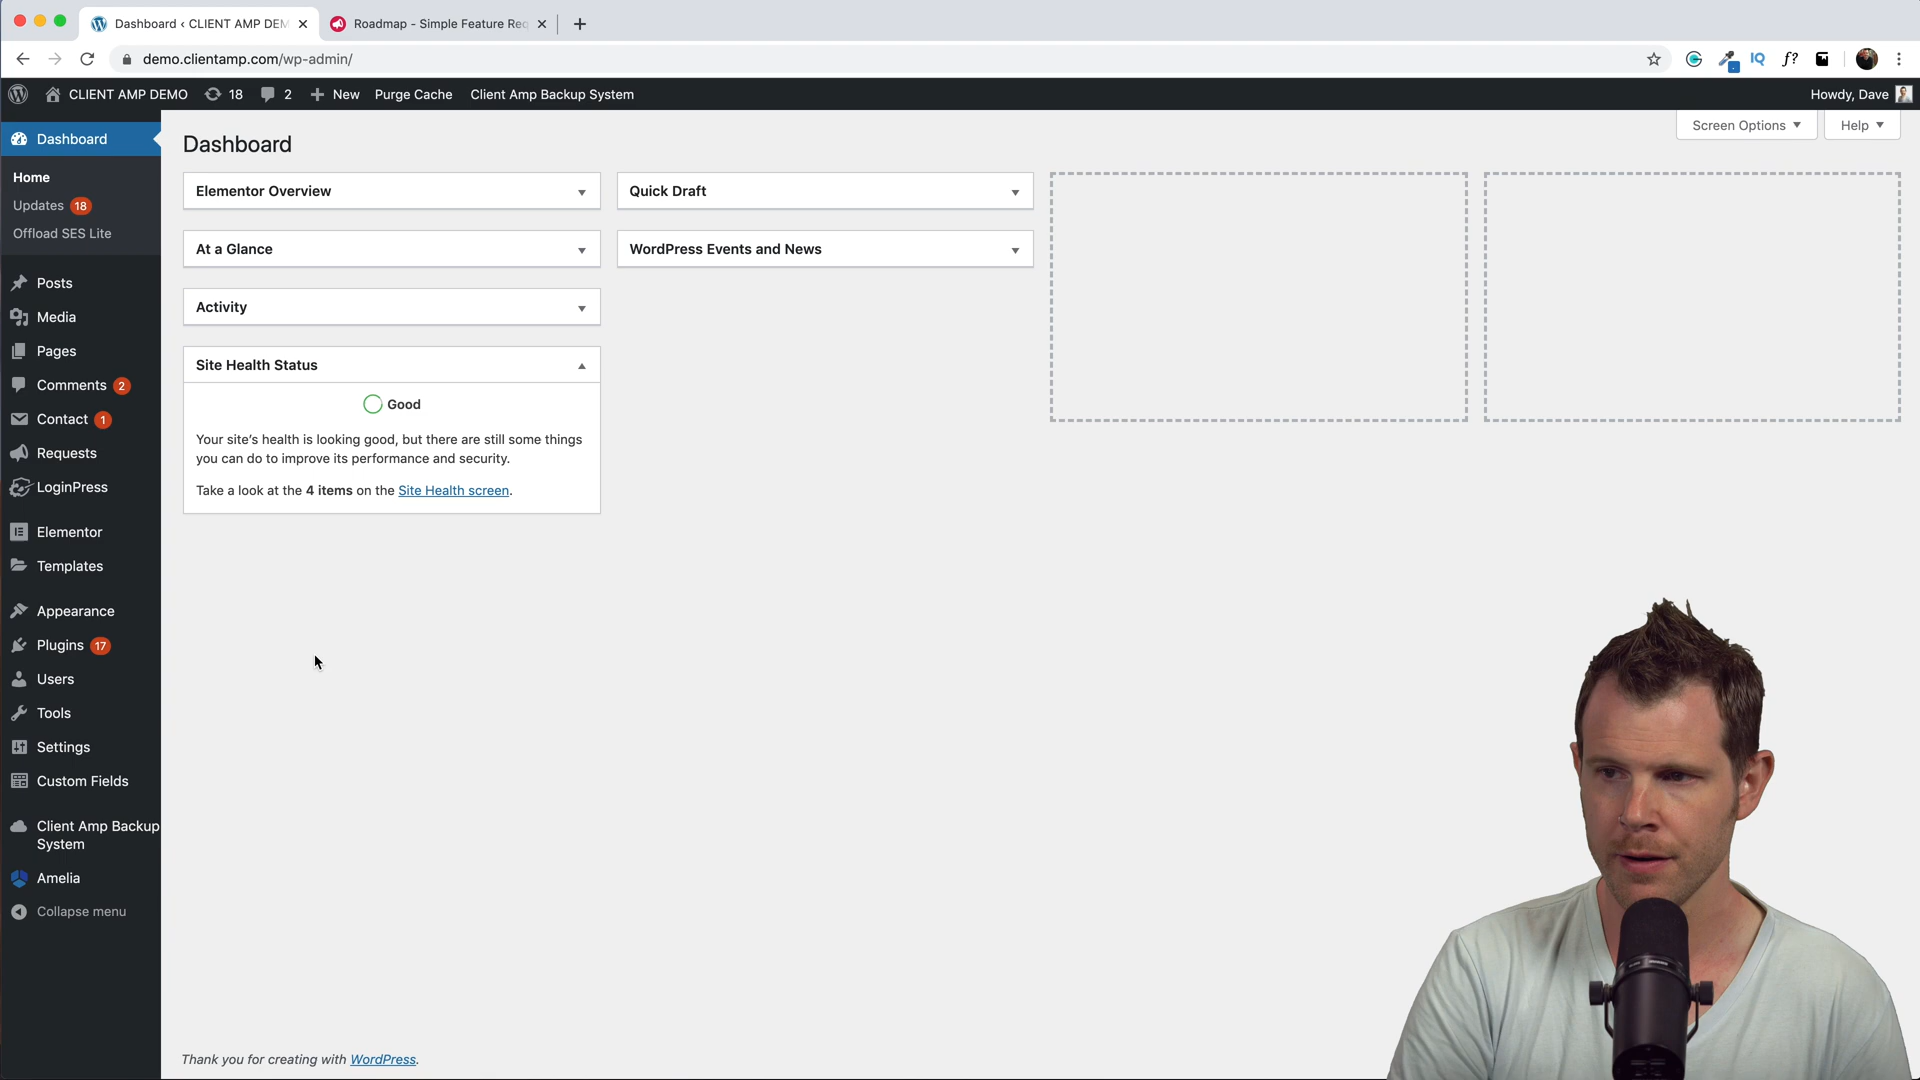 Dashboard ‹ CLIENT AMP DEM
Roadmap - Simple Feature Req
demo.clientamp.com/wp-admin/
IQ
f?
CLIENT AMP DEMO
18
2
New
Purge Cache
Client Amp Backup System
Howdy, Dave
Dashboard
Home
Updates 18
Offload SES Lite
Posts
Media
Pages
Comments 2
Contact 1
Requests
LoginPress
Elementor
Templates
Appearance
Plugins 17
Users
Tools
Settings
Custom Fields
Client Amp Backup
System
Amelia
Collapse menu
Screen Options
Help
Dashboard
Elementor Overview
At a Glance
Activity
Site Health Status
Good
Your site's health is looking good, but there are still some things
you can do to improve its performance and security.
Take a look at the 4 items on the Site Health screen.
Quick Draft
WordPress Events and News
Thank you for creating with WordPress.